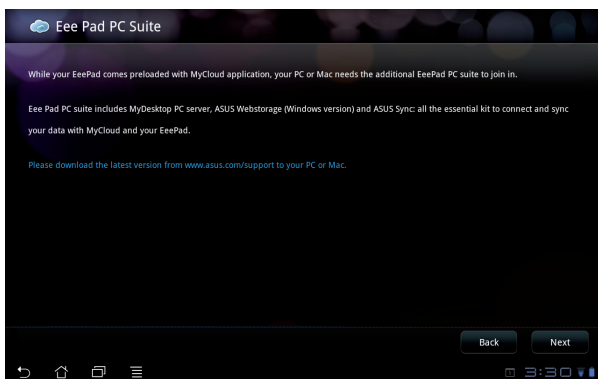 Eee Pad PC Suite
While your EeePad comes preloaded with MyCloud application, your PC or Mac needs the additional EeePad PC suite to join in.
Eee Pad PC suite includes MyDesktop PC server, ASUS Webstorage (Windows version) and ASUS Sync: all the essential kit to connect and sync
your data with MyCloud and your EeePad.
Please download the latest version from www.asus.com/support to your PC or Mac.
Back Next
3:30